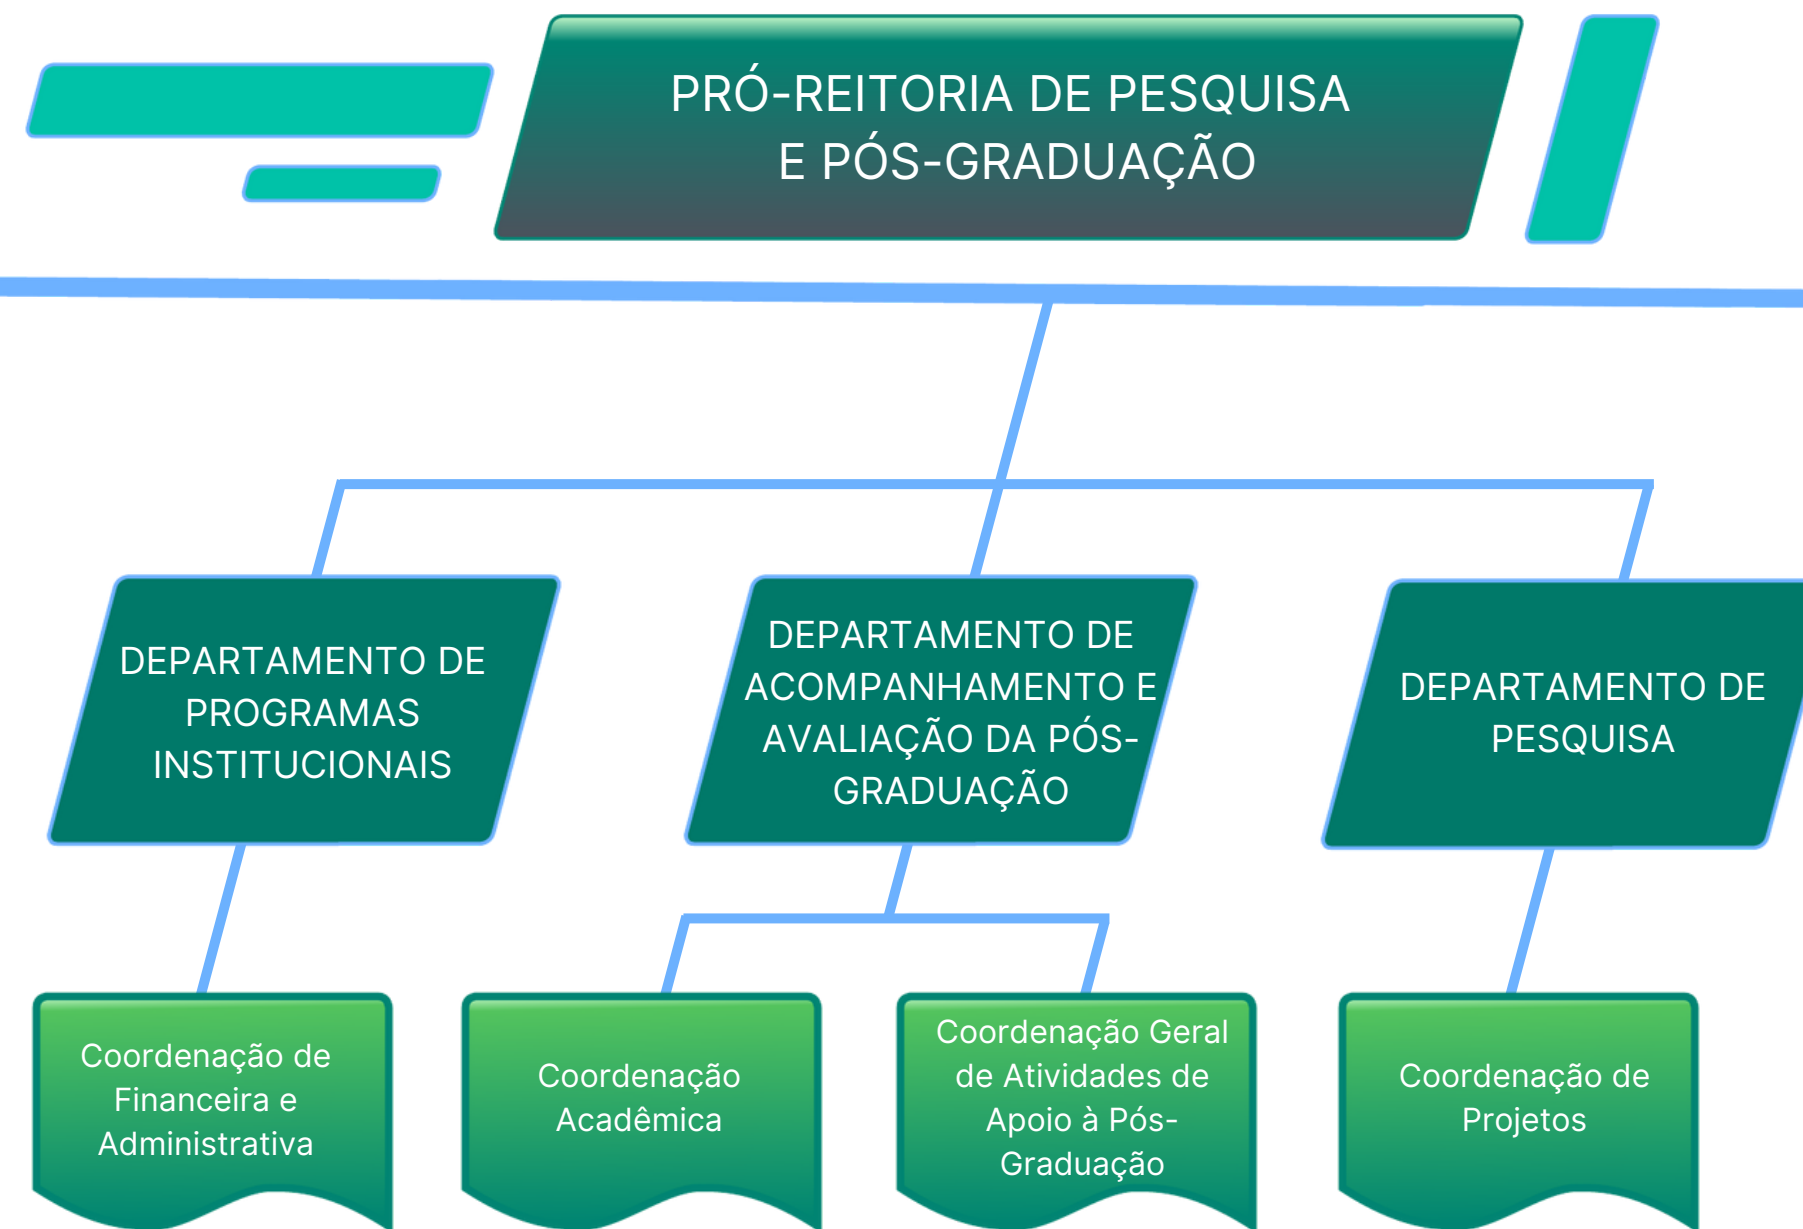 PRÓ-REITORIA DE PESQUISA
E PÓS-GRADUAÇÃO
DEPARTAMENTO DE
PROGRAMAS
INSTITUCIONAIS
DEPARTAMENTO DE
ACOMPANHAMENTO E
AVALIAÇÃO DA PÓS-
GRADUAÇÃO
DEPARTAMENTO DE
PESQUISA
Coordenação de
Financeira e
Administrativa
Coordenação
Acadêmica
Coordenação Geral
de Atividades de
Apoio à Pós-
Graduação
Coordenação de
Projetos